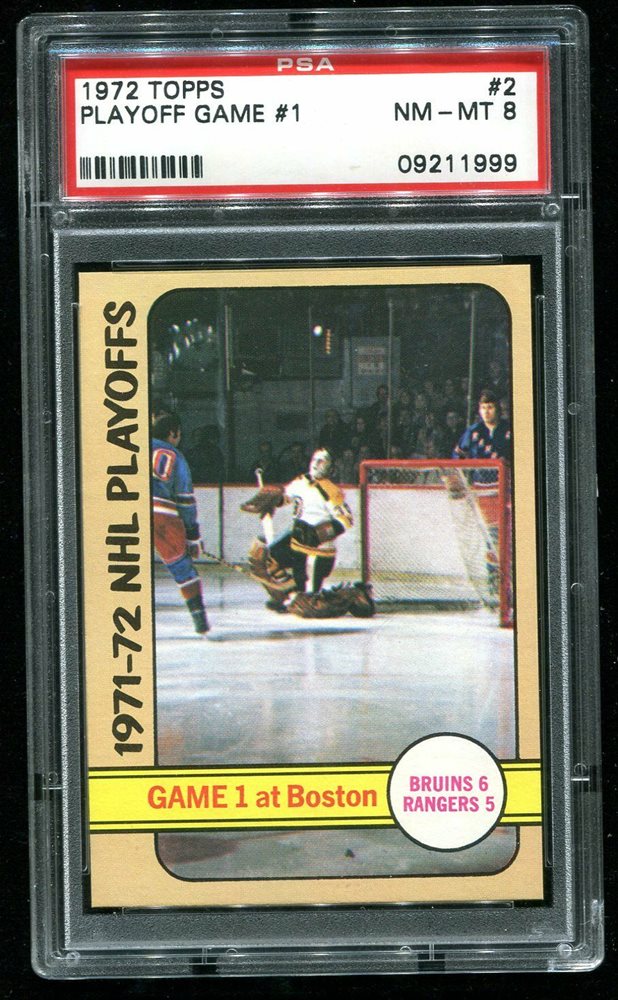 PSA
1972 TOPPS #2
PLAYOFF GAME #1 NM - MT 8
09211999
1971-72 NHL PLAYOFFS
0
GAME 1 at Boston
BRUINS 6
RANGERS 5